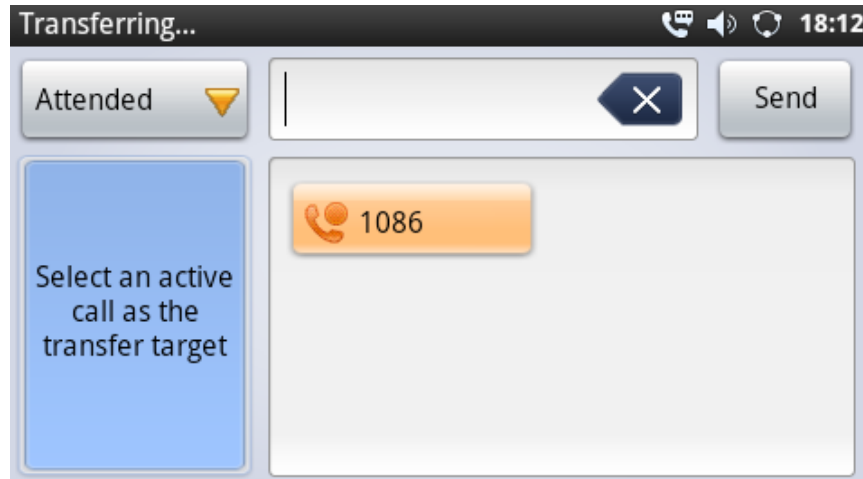 Transferring...
18:12
Attended
Send
1086
Select an active
call as the
transfer target